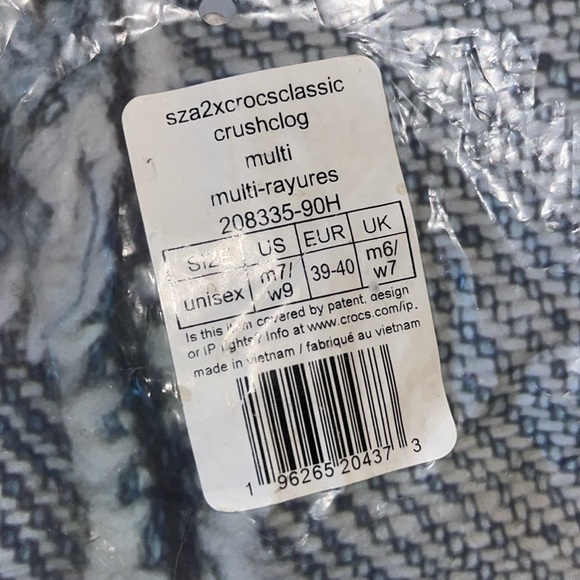 sza2xcrocsclassic
crushclog
multi
multi-rayures
208335-90H
SIZE US EUR UK
unisex m7/w9 39-40 m6/w7
Is this item covered by patent, design
or IP rights? Info at www.crocs.com/ip.
made in vietnam / fabriqué au vietnam
1 96265 20437 3